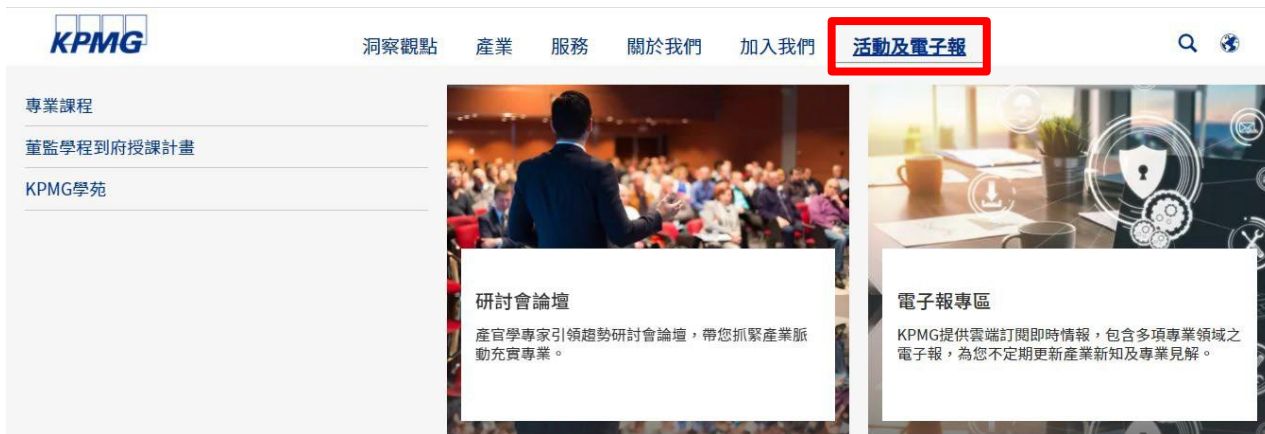 KPMG
洞察觀點 產業 服務 關於我們 加入我們 活動及電子報
專業課程
董監學程到府授課計畫
KPMG學苑
研討會論壇
產官學專家引領趨勢研討會論壇，帶您抓緊產業脈
動充實專業。
電子報專區
KPMG提供雲端訂閱即時情報，包含多項專業領域之
電子報，為您不定期更新產業新知及專業見解。